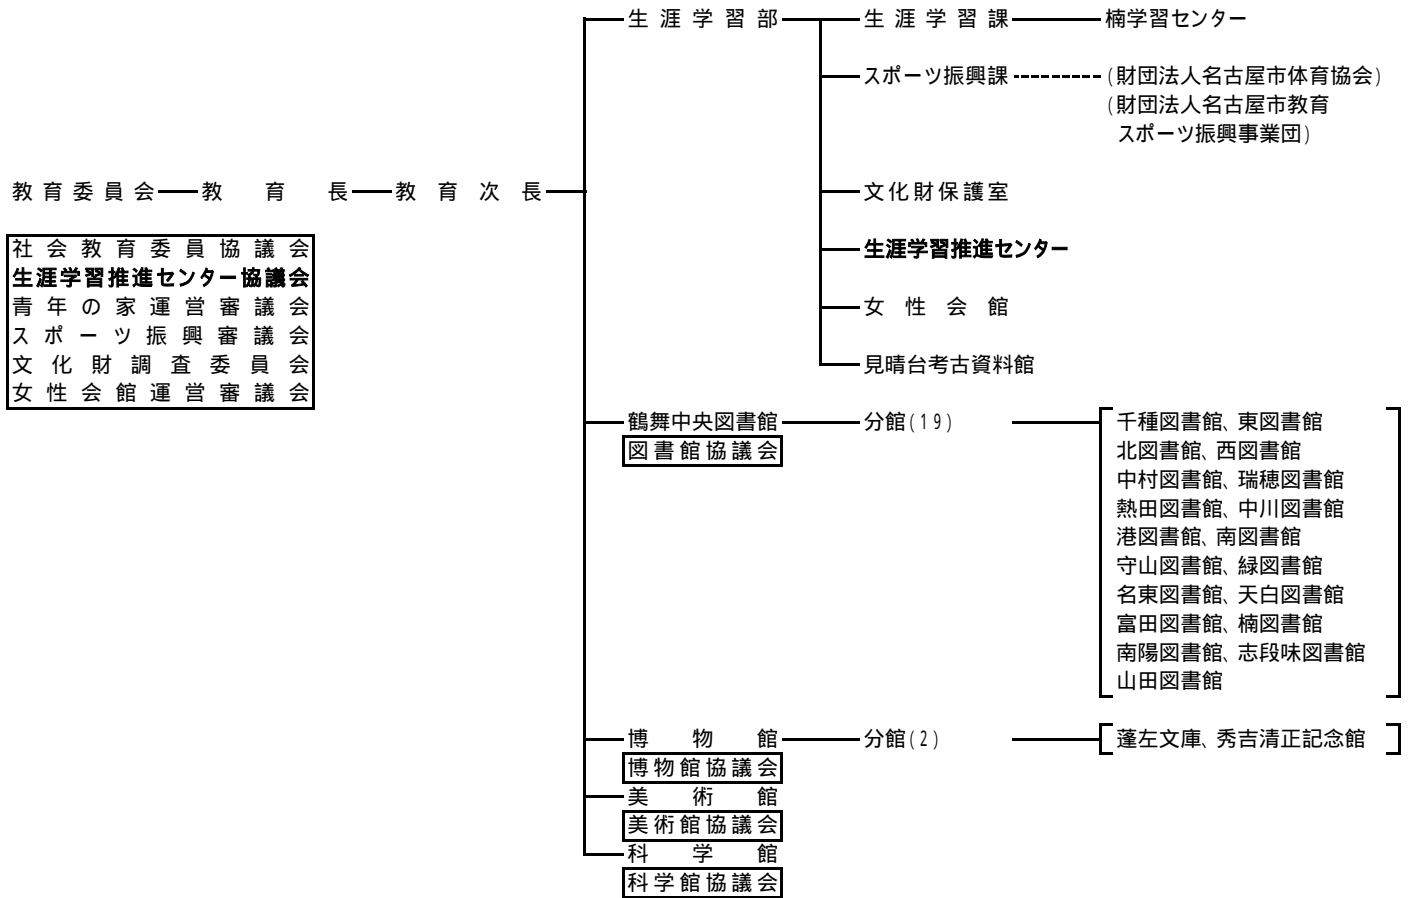 生涯学習部 生涯学習課 楠学習センター
スポーツ振興課 (財団法人名古屋市体育協会)
(財団法人名古屋市教育
スポーツ振興事業団)
教育委員会 教育長 教育次長 文化財保護室
社会教育委員協議会 生涯学習推進センター
生涯学習推進センター協議会
青年の家運営審議会 女性会館
スポーツ振興審議会
文化財調査委員会 見晴台考古資料館
女性会館運営審議会
鶴舞中央図書館 分館(19) 千種図書館、東図書館
図書館協議会 北図書館、西図書館
中村図書館、瑞穂図書館
熱田図書館、中川図書館
港図書館、南図書館
守山図書館、緑図書館
名東図書館、天白図書館
富田図書館、楠図書館
南陽図書館、志段味図書館
山田図書館
博物館 分館(2) 蓬左文庫、秀吉清正記念館
博物館協議会
美術館
美術館協議会
科学館
科学館協議会